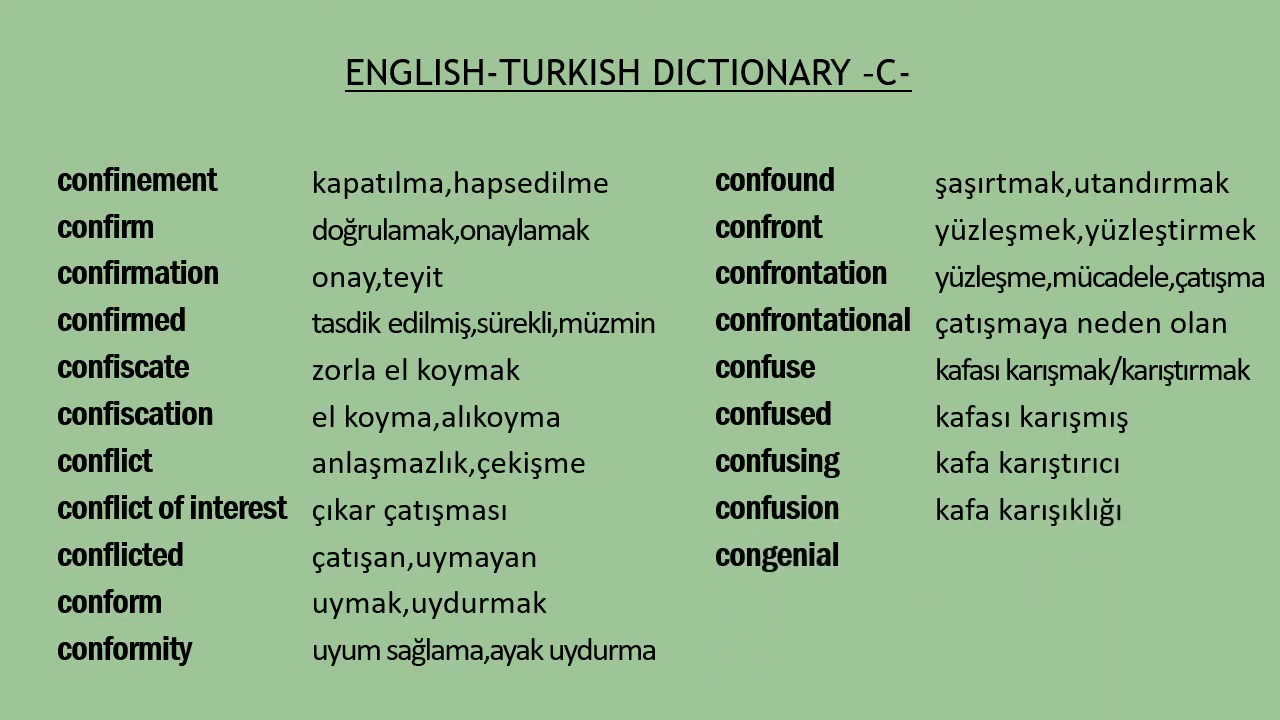 ENGLISH-TURKISH DICTIONARY –C-
confinement kapatılma,hapsedilme
confirm doğrulamak,onaylamak
confirmation onay,teyit
confirmed tasdik edilmiş,sürekli,müzmin
confiscate zorla el koymak
confiscation el koyma,alıkoyma
conflict anlaşmazlık,çekişme
conflict of interest çıkar çatışması
conflicted çatışan,uymayan
conform uymak,uydurmak
conformity uyum sağlama,ayak uydurma
confound şaşırtmak,utandırmak
confront yüzleşmek,yüzleştirmek
confrontation yüzleşme,mücadele,çatışma
confrontational çatışmaya neden olan
confuse kafası karışmak/karıştırmak
confused kafası karışmış
confusing kafa karıştırıcı
confusion kafa karışıklığı
congenial